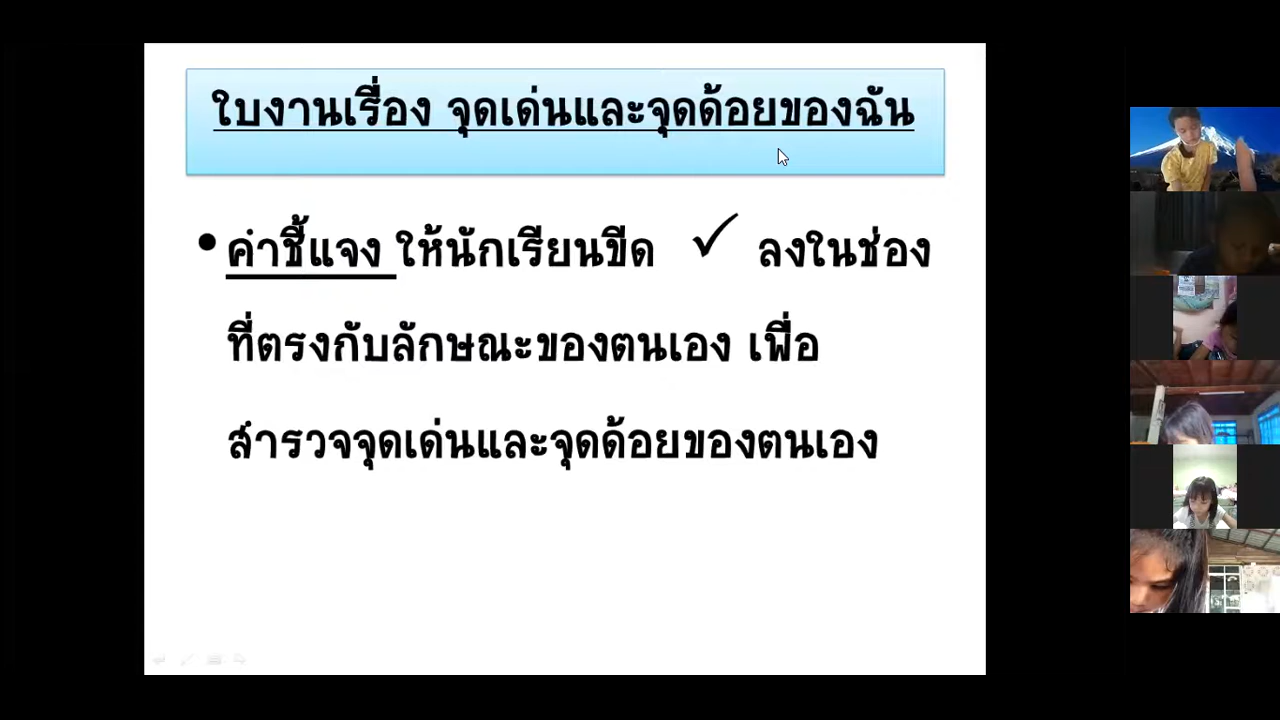 ใบงานเรื่อง จุดเด่นและจุดด้อยของฉัน
• คำชี้แจง ให้นักเรียนขีด ✓ ลงในช่อง
ที่ตรงกับลักษณะของตนเอง เพื่อ
สำรวจจุดเด่นและจุดด้อยของตนเอง